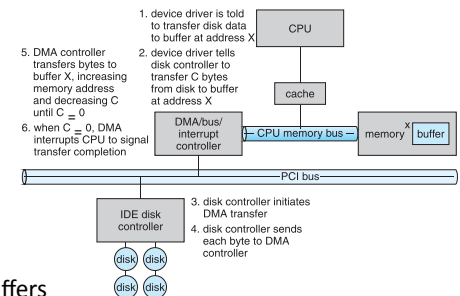 1. device driver is told
to transfer disk data
to buffer at address X
2. device driver tells
disk controller to
transfer C bytes
from disk to buffer
at address X
5. DMA controller
transfers bytes to
buffer X, increasing
memory address
and decreasing C
until C = 0
6. when C = 0, DMA
interrupts CPU to signal
transfer completion
CPU
cache
DMA/bus/
interrupt
controller
CPU memory bus
memory
X
buffer
PCI bus
IDE disk
controller
3. disk controller initiates
DMA transfer
4. disk controller sends
each byte to DMA
controller
disk
disk
disk
disk
ffers